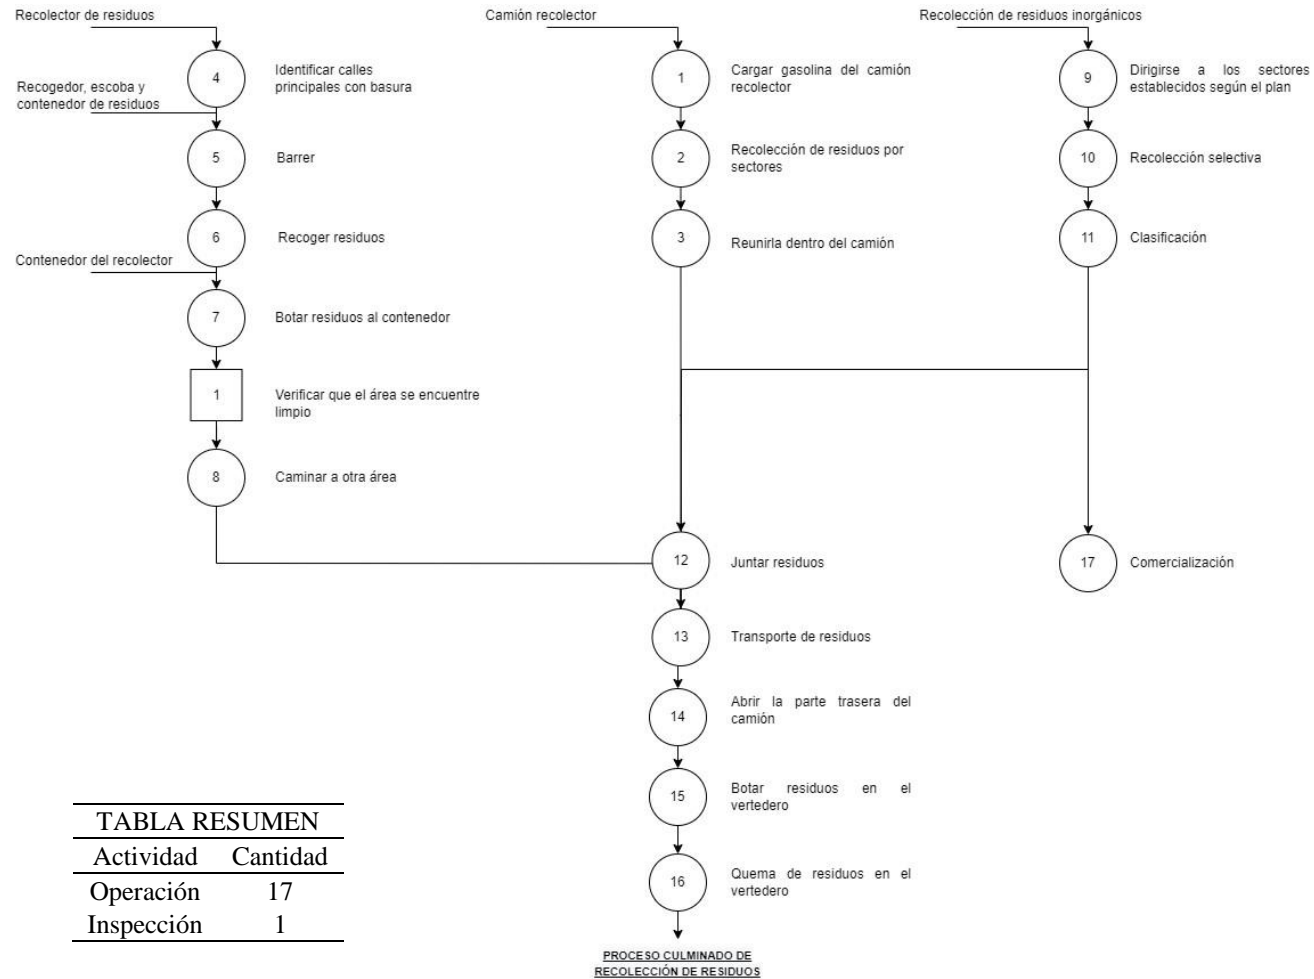 Recolector de residuos
4
Identificar calles
principales con basura
Recogedor, escoba y
contenedor de residuos
5
Barrer
6
Recoger residuos
Contenedor del recolector
7
Botar residuos al contenedor
1
Verificar que el área se encuentre
limpio
8
Caminar a otra área
Camión recolector
1
Cargar gasolina del camión
recolector
2
Recolección de residuos por
sectores
3
Reunirla dentro del camión
Recolección de residuos inorgánicos
9
Dirigirse a los sectores
establecidos según el plan
10
Recolección selectiva
11
Clasificación
12
Juntar residuos
17
Comercialización
13
Transporte de residuos
14
Abrir la parte trasera del
camión
15
Botar residuos en el
vertedero
16
Quema de residuos en el
vertedero
PROCESO CULMINADO DE
RECOLECCIÓN DE RESIDUOS
TABLA RESUMEN
Actividad Cantidad
Operación 17
Inspección 1